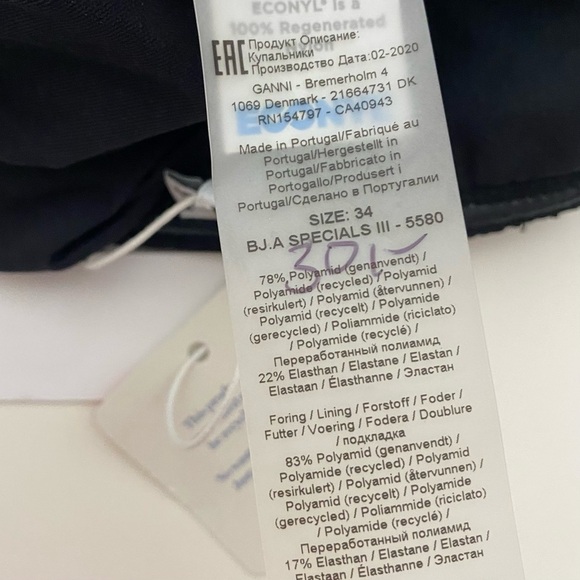 ECONYL® is a
100% Regenerated
EAC Продукт Описание:
Купальники
Производство Дата:02-2020
GANNI - Bremerholm 4
1069 Denmark - 21664731 DK
RN154797 - CA40943
ECONYL
Made in Portugal/Fabriqué au
Portugal/Hergestellt in
Portugal/Fabbricato in
Portogallo/Produsert i
Portugal/Сделано в Португалии
SIZE: 34
BJ.A SPECIALS III - 5580
301,-
78% Polyamid (genanvendt) /
Polyamide (recycled) / Polyamid
(resirkulert) / Polyamid (återvunnen) /
Polyamid (recycelt) / Polyamide
(gerecycled) / Poliammide (riciclato)
/ Polyamide (recyclé) /
Переработанный полиамид
22% Elasthan / Elastane / Elastan /
Elastaan / Élasthanne / Эластан
Foring / Lining / Forstoff / Foder /
Futter / Voering / Fodera / Doublure
/ подкладка
83% Polyamid (genanvendt) /
Polyamide (recycled) / Polyamid
(resirkulert) / Polyamid (återvunnen) /
Polyamid (recycelt) / Polyamide
(gerecycled) / Poliammide (riciclato)
/ Polyamide (recyclé) /
Переработанный полиамид
17% Elasthan / Elastane / Elastan /
Elastaan / Élasthanne / Эластан